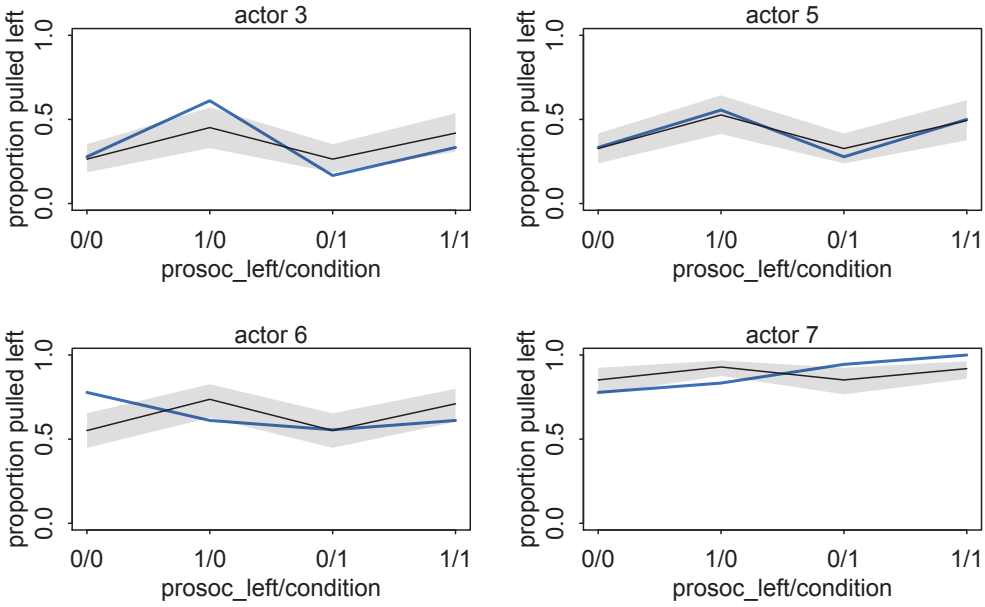 actor 3
proportion pulled left
0.0 0.5 1.0
0/0 1/0 0/1 1/1
prosoc_left/condition
actor 5
proportion pulled left
0.0 0.5 1.0
0/0 1/0 0/1 1/1
prosoc_left/condition
actor 6
proportion pulled left
0.0 0.5 1.0
0/0 1/0 0/1 1/1
prosoc_left/condition
actor 7
proportion pulled left
0.0 0.5 1.0
0/0 1/0 0/1 1/1
prosoc_left/condition